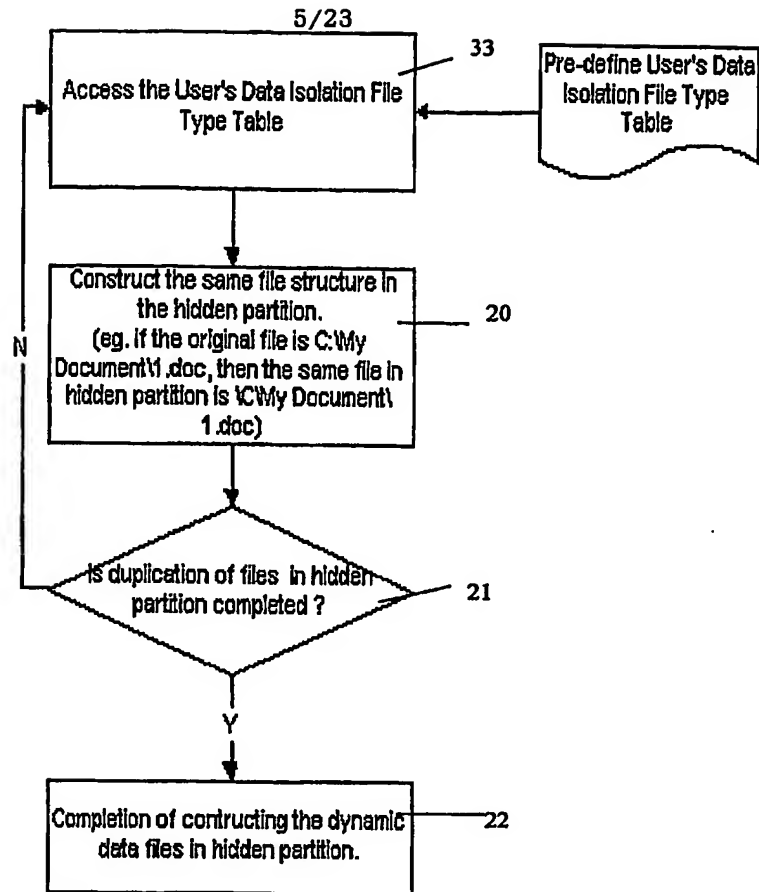 5/23
33
Access the User's Data Isolation File
Type Table
Pre-define User's Data
Isolation File Type
Table
Construct the same file structure in
the hidden partition.
(eg. if the original file is C:\My
Document\1.doc, then the same file in
hidden partition is \C\My Document\
1.doc)
20
N
Is duplication of files in hidden
partition completed ?
21
Y
Completion of contructing the dynamic
data files in hidden partition.
22